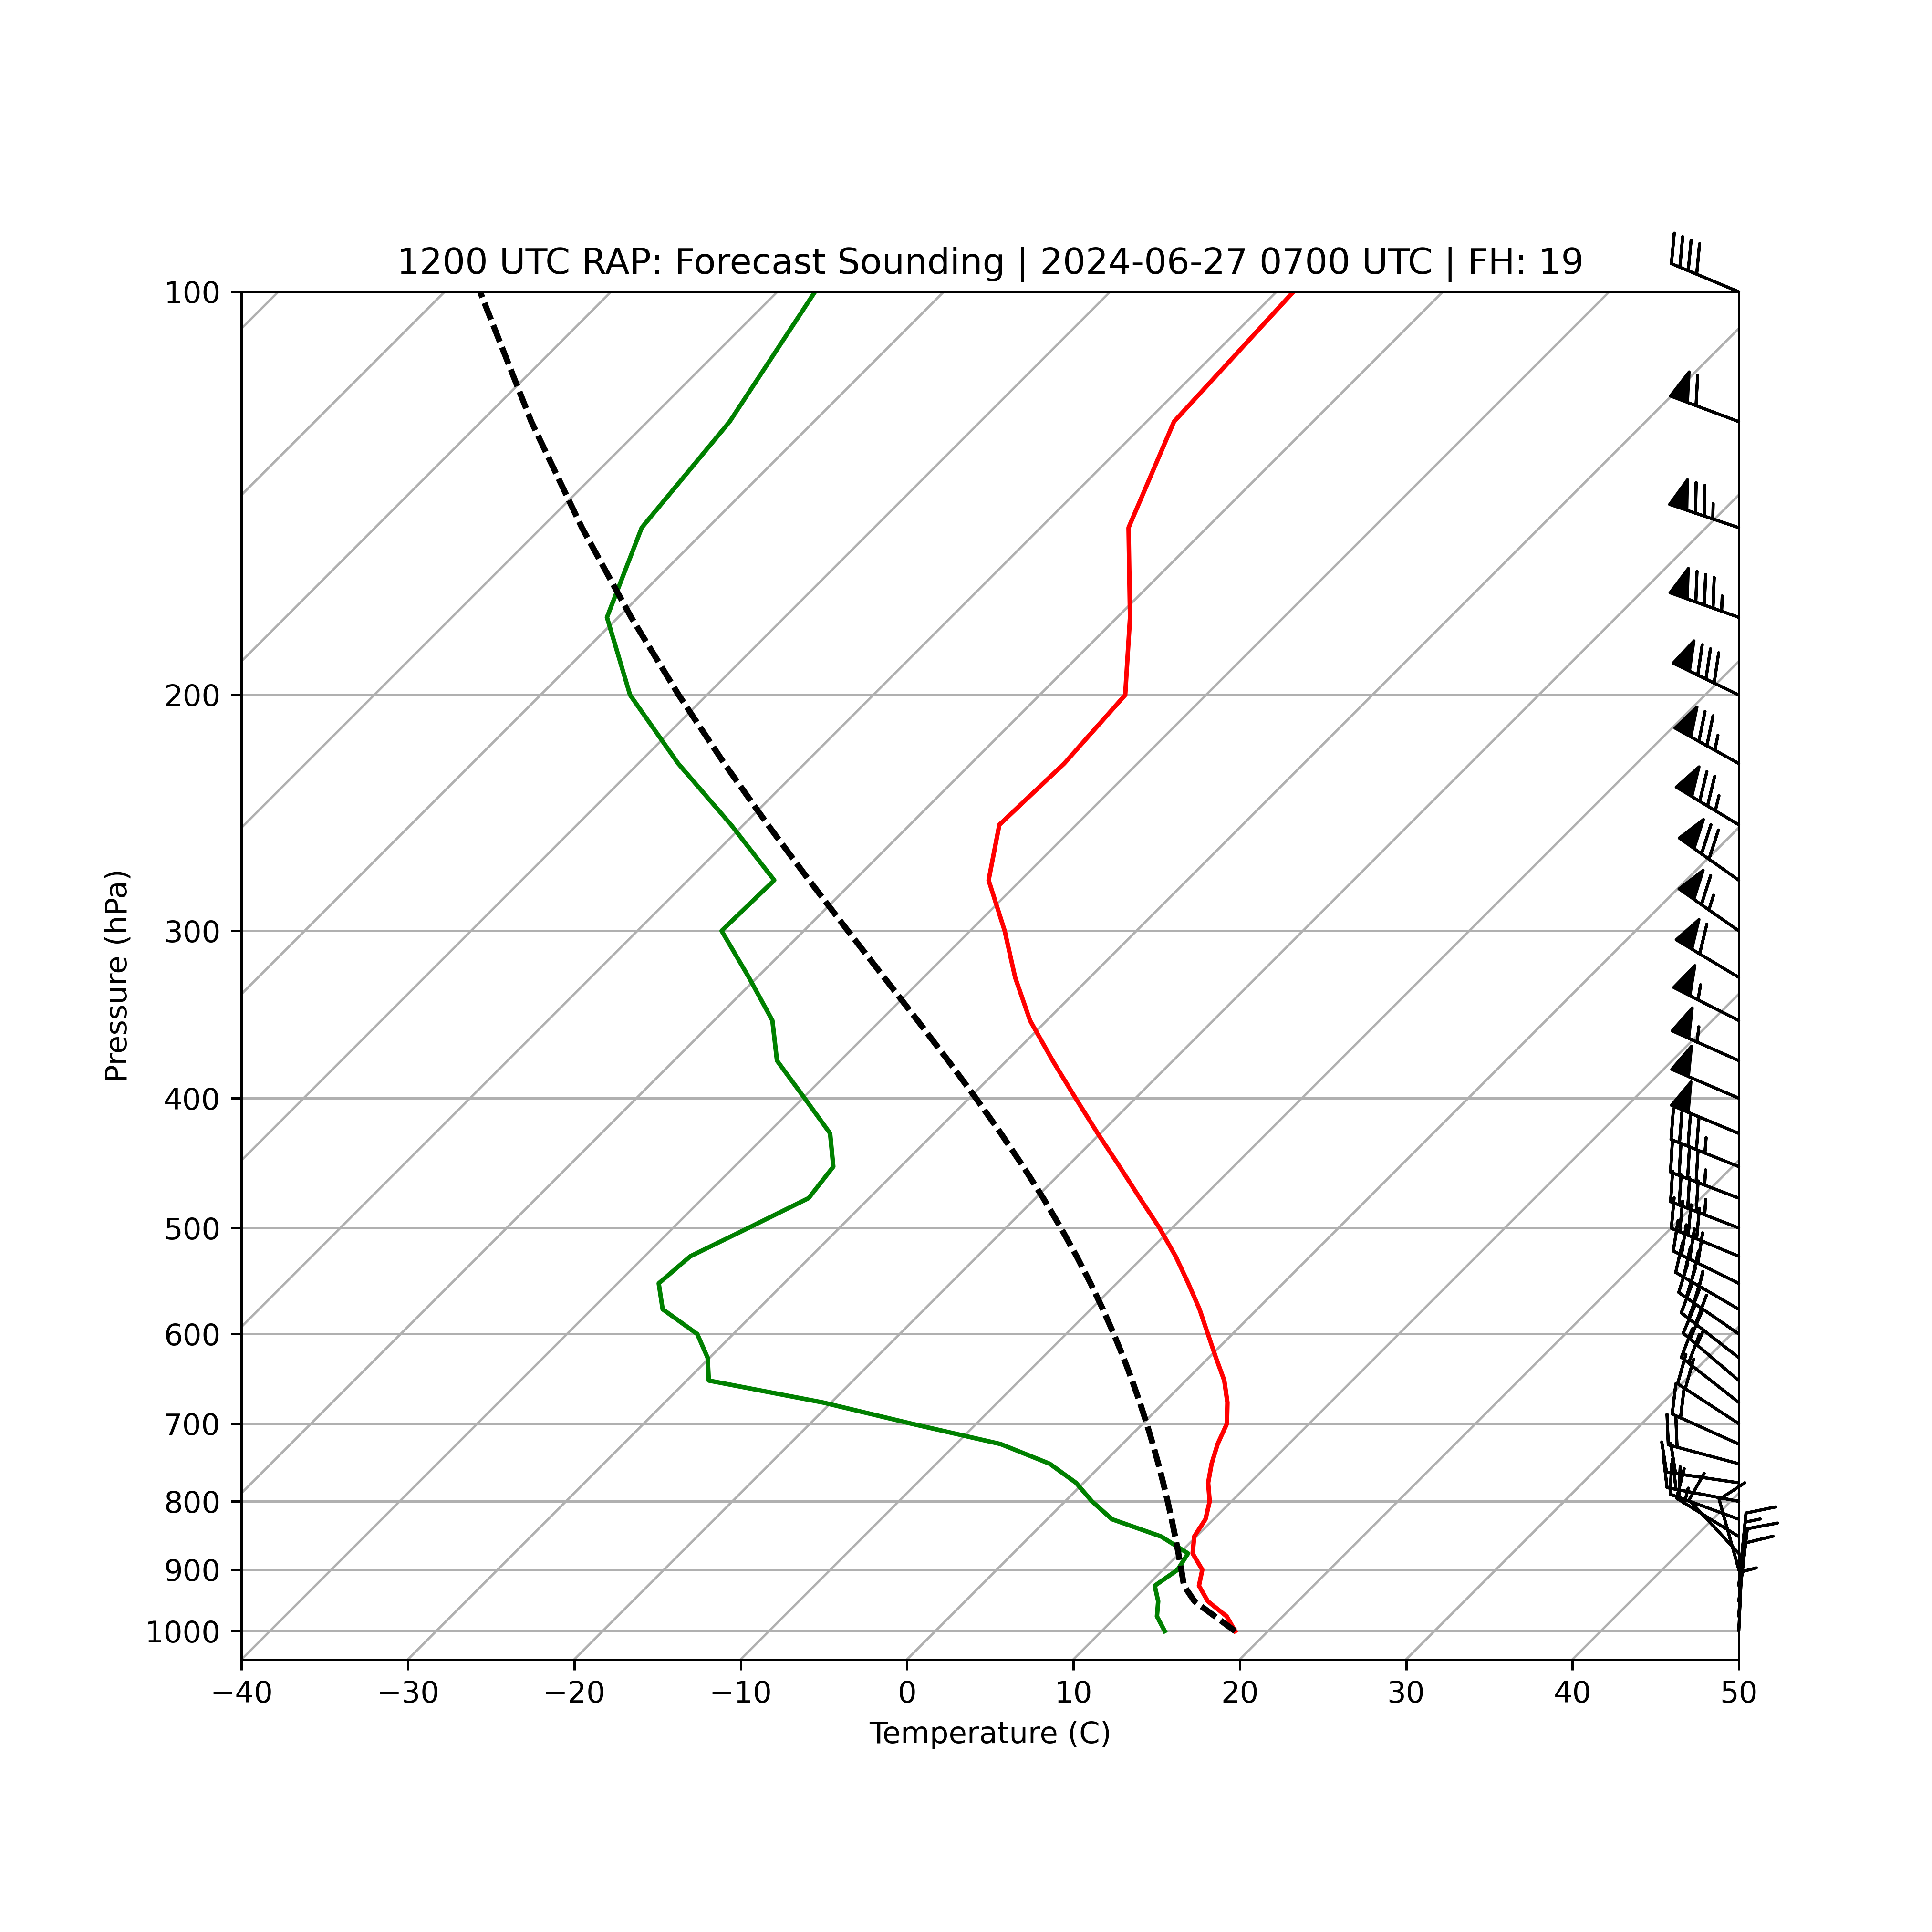 1200 UTC RAP: Forecast Sounding | 2024-06-27 0700 UTC | FH: 19
100
200
300
400
500
600
700
800
900
1000
Pressure (hPa)
−40 −30 −20 −10 0 10 20 30 40 50
Temperature (C)